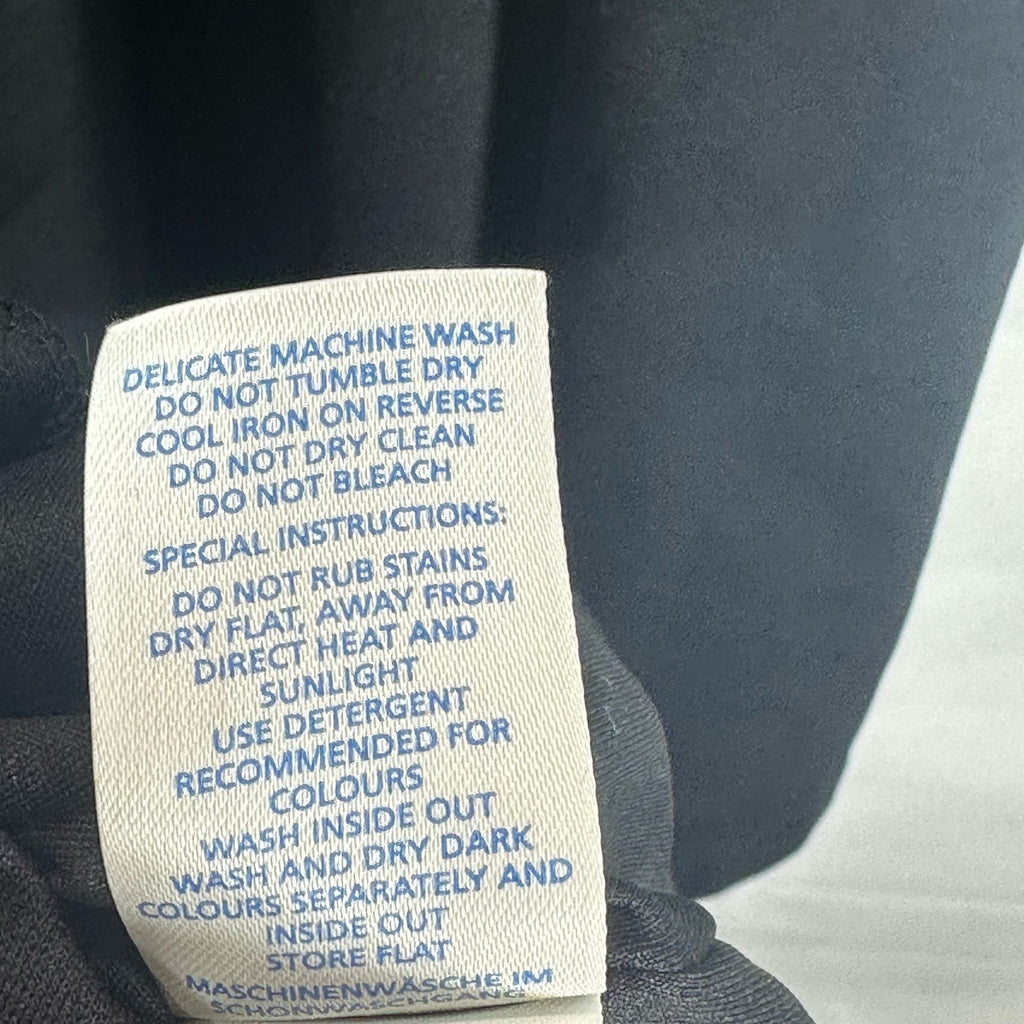 DELICATE MACHINE WASH
DO NOT TUMBLE DRY
COOL IRON ON REVERSE
DO NOT DRY CLEAN
DO NOT BLEACH
SPECIAL INSTRUCTIONS:
DO NOT RUB STAINS
DRY FLAT, AWAY FROM
DIRECT HEAT AND
SUNLIGHT
USE DETERGENT
RECOMMENDED FOR
COLOURS
WASH INSIDE OUT
WASH AND DRY DARK
COLOURS SEPARATELY AND
INSIDE OUT
STORE FLAT
MASCHINENWÄSCHE IM
SCHONWASCHGANG